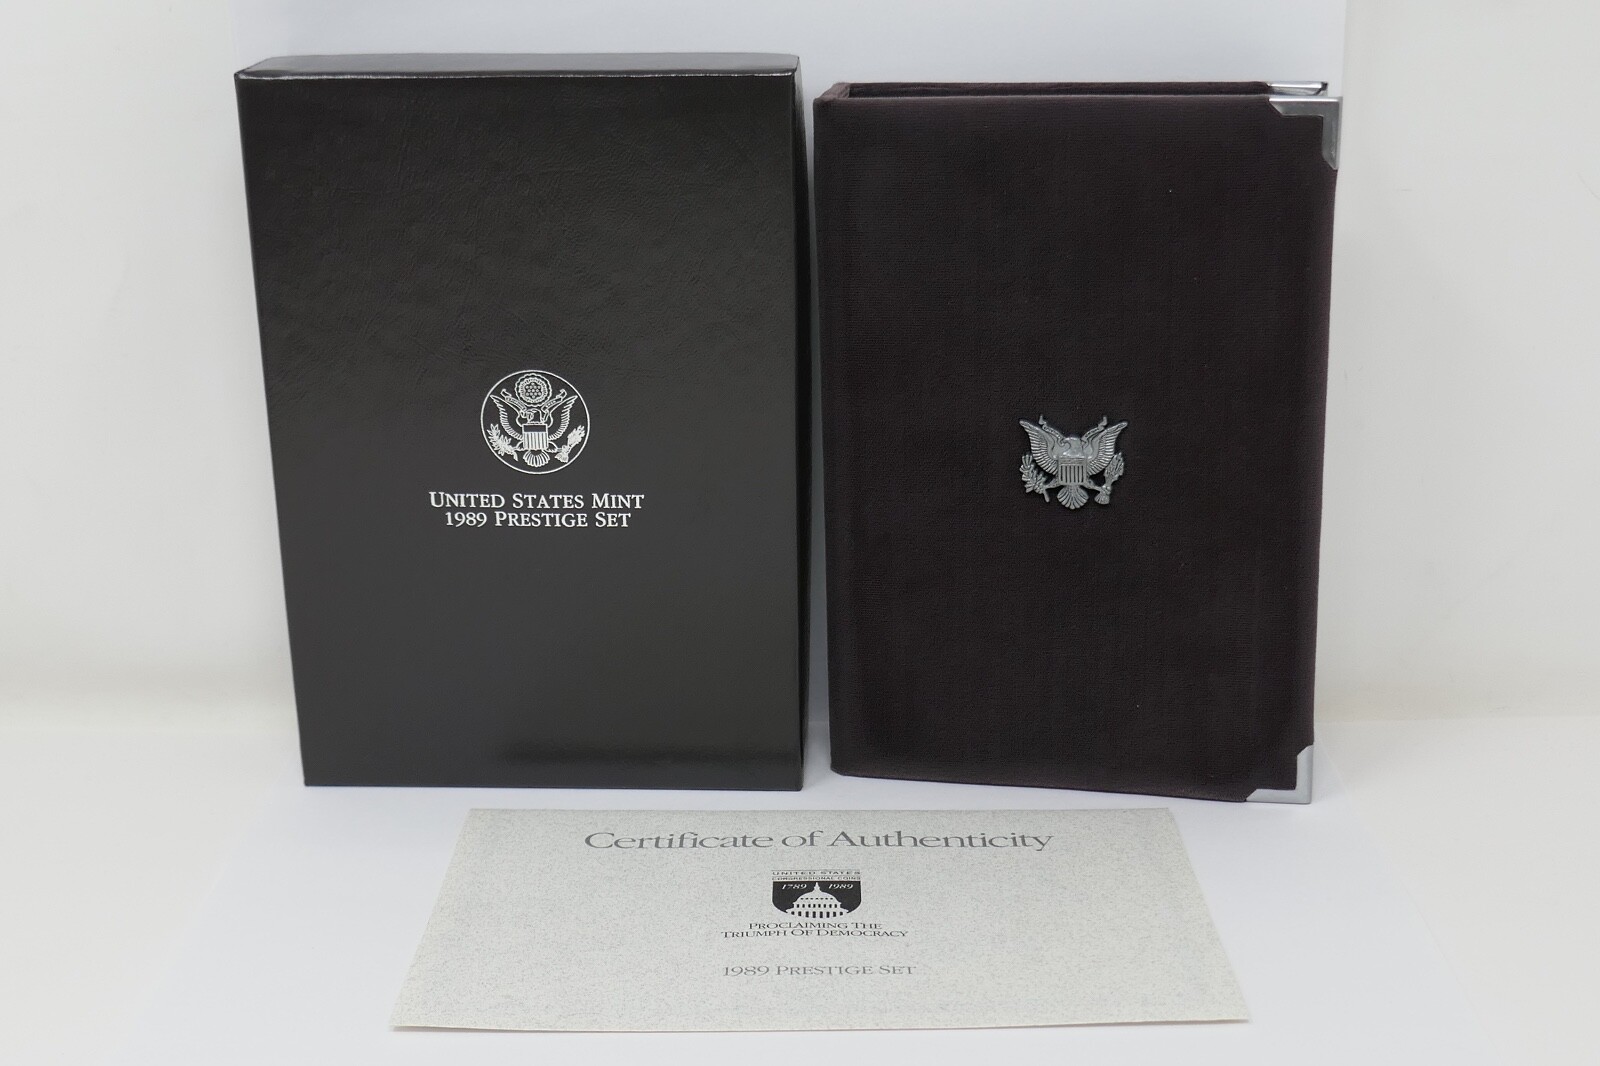 UNITED STATES MINT
1989 PRESTIGE SET
Certificate of Authenticity
UNITED STATES
CONGRESSIONAL COINS
1789 1989
PROCLAIMING THE
TRIUMPH OF DEMOCRACY
1989 PRESTIGE SET